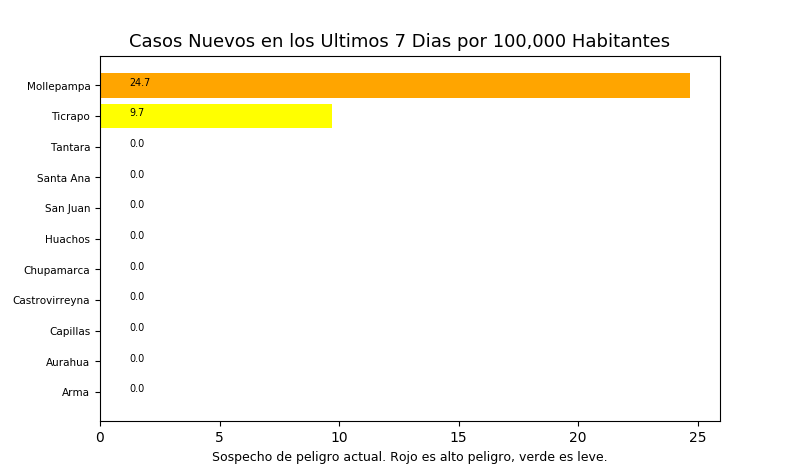 Casos Nuevos en los Ultimos 7 Dias por 100,000 Habitantes
Mollepampa 24.7
Ticrapo 9.7
Tantara 0.0
Santa Ana 0.0
San Juan 0.0
Huachos 0.0
Chupamarca 0.0
Castrovirreyna 0.0
Capillas 0.0
Aurahua 0.0
Arma 0.0
0 5 10 15 20 25
Sospecho de peligro actual. Rojo es alto peligro, verde es leve.